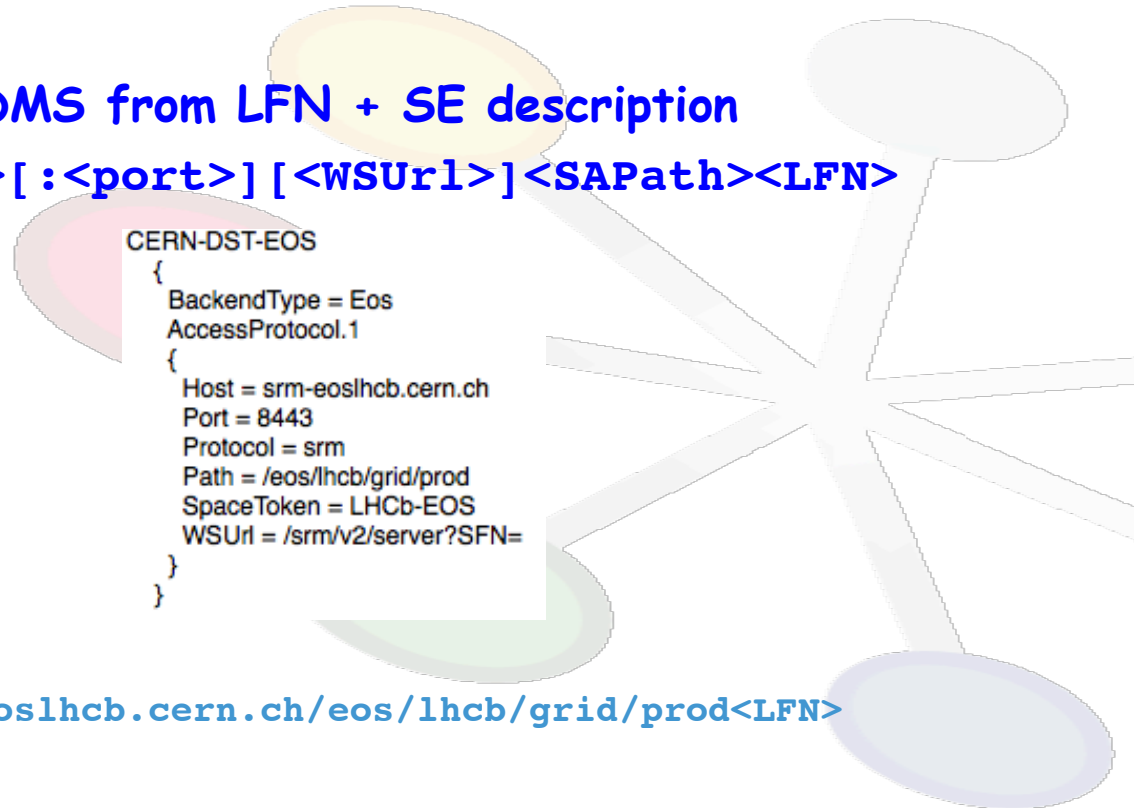 DMS from LFN + SE description
>[:<port>][<WSUrl>]<SAPath><LFN>
CERN-DST-EOS
{
BackendType = Eos
AccessProtocol.1
{
Host = srm-eoslhcb.cern.ch
Port = 8443
Protocol = srm
Path = /eos/lhcb/grid/prod
SpaceToken = LHCb-EOS
WSUrl = /srm/v2/server?SFN=
}
}
oslhcb.cern.ch/eos/lhcb/grid/prod<LFN>